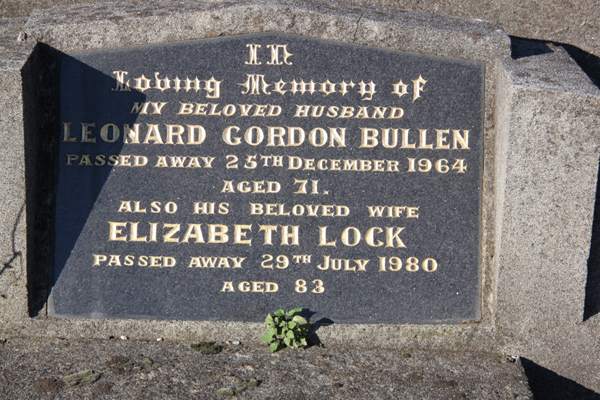 In
Loving Memory of
MY BELOVED HUSBAND
LEONARD GORDON BULLEN
PASSED AWAY 25TH DECEMBER 1964
AGED 71.
ALSO HIS BELOVED WIFE
ELIZABETH LOCK
PASSED AWAY 29TH JULY 1980
AGED 83